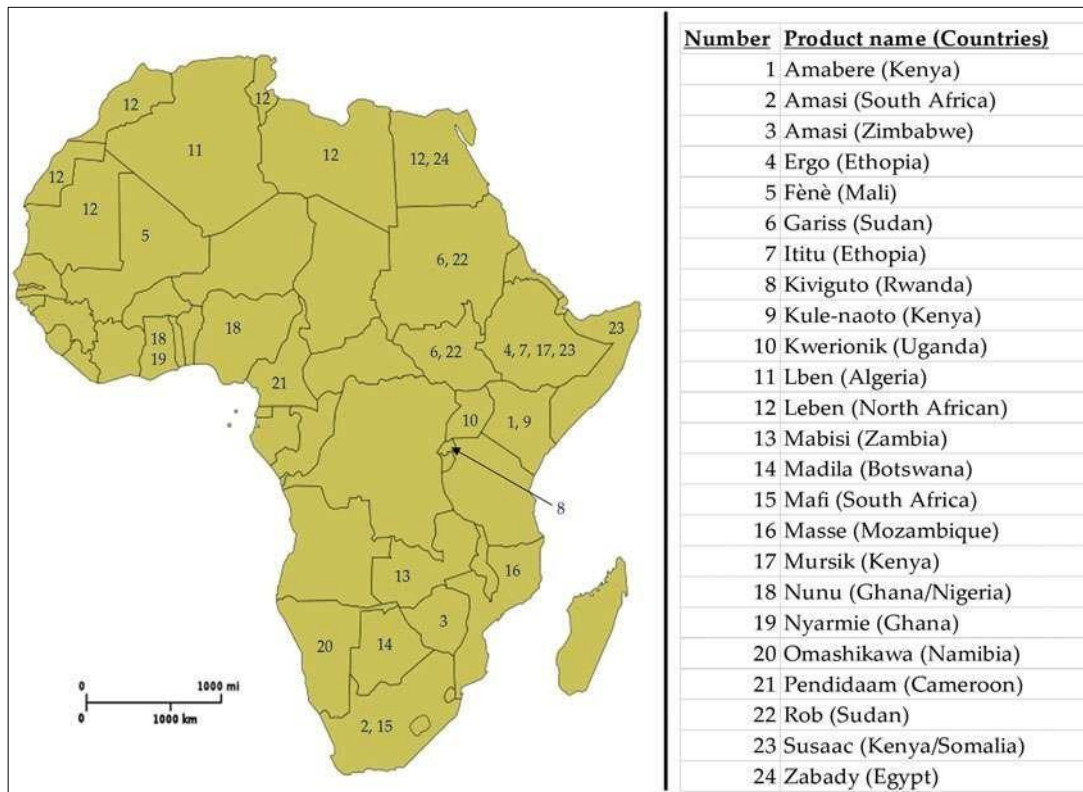 12
12
11
12
12, 24
12
12
5
6, 22
18
18
19
6, 22
4, 7, 17, 23
23
21
10
1, 9
8
13
16
3
20
14
2, 15
0 1000 mi
0 1000 km
Number Product name (Countries)
1 Amabere (Kenya)
2 Amasi (South Africa)
3 Amasi (Zimbabwe)
4 Ergo (Ethopia)
5 Fènè (Mali)
6 Gariss (Sudan)
7 Ititu (Ethopia)
8 Kiviguto (Rwanda)
9 Kule-naoto (Kenya)
10 Kwerionik (Uganda)
11 Lben (Algeria)
12 Leben (North African)
13 Mabisi (Zambia)
14 Madila (Botswana)
15 Mafi (South Africa)
16 Masse (Mozambique)
17 Mursik (Kenya)
18 Nunu (Ghana/Nigeria)
19 Nyarmie (Ghana)
20 Omashikawa (Namibia)
21 Pendidaam (Cameroon)
22 Rob (Sudan)
23 Susaac (Kenya/Somalia)
24 Zabady (Egypt)